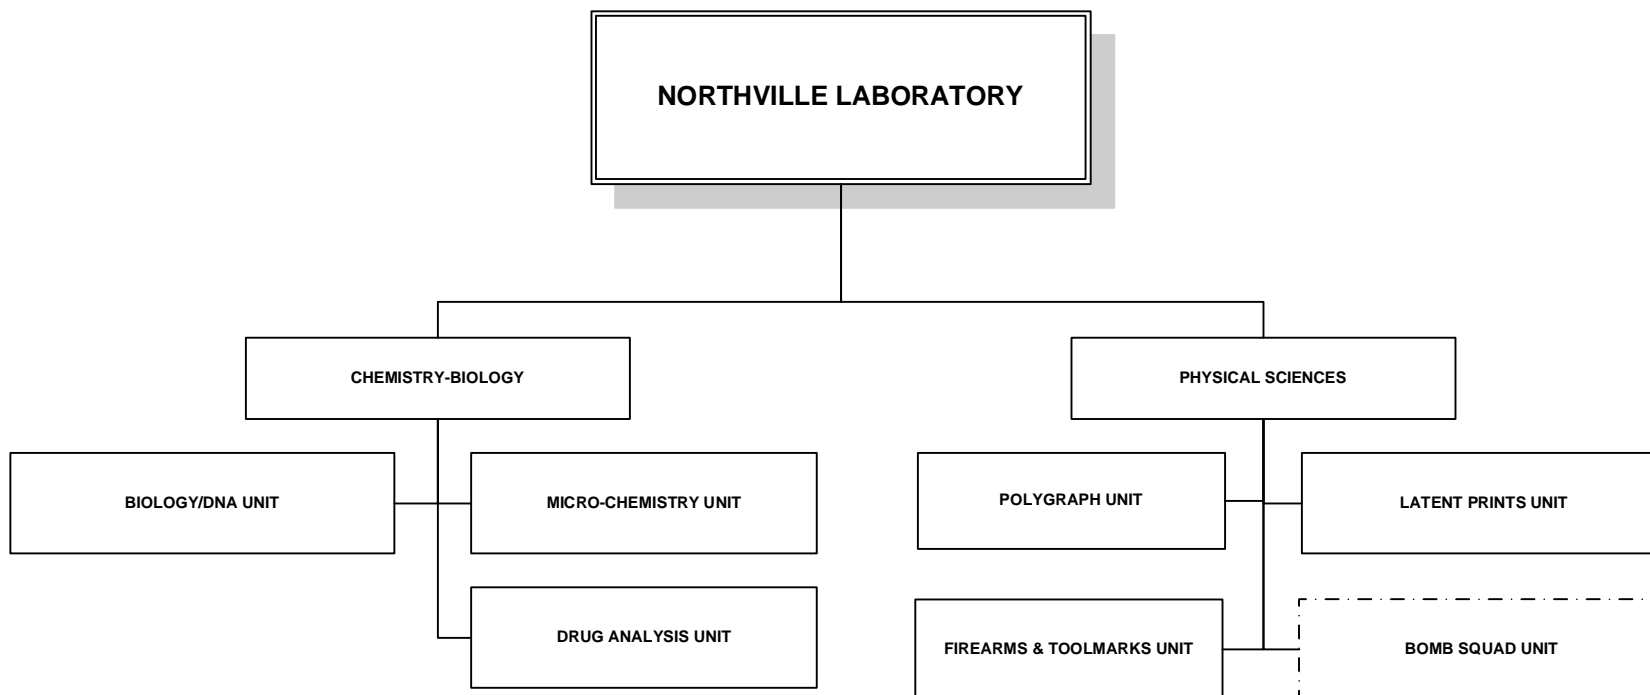 NORTHVILLE LABORATORY
CHEMISTRY-BIOLOGY
PHYSICAL SCIENCES
BIOLOGY/DNA UNIT
MICRO-CHEMISTRY UNIT
POLYGRAPH UNIT
LATENT PRINTS UNIT
DRUG ANALYSIS UNIT
FIREARMS & TOOLMARKS UNIT
BOMB SQUAD UNIT